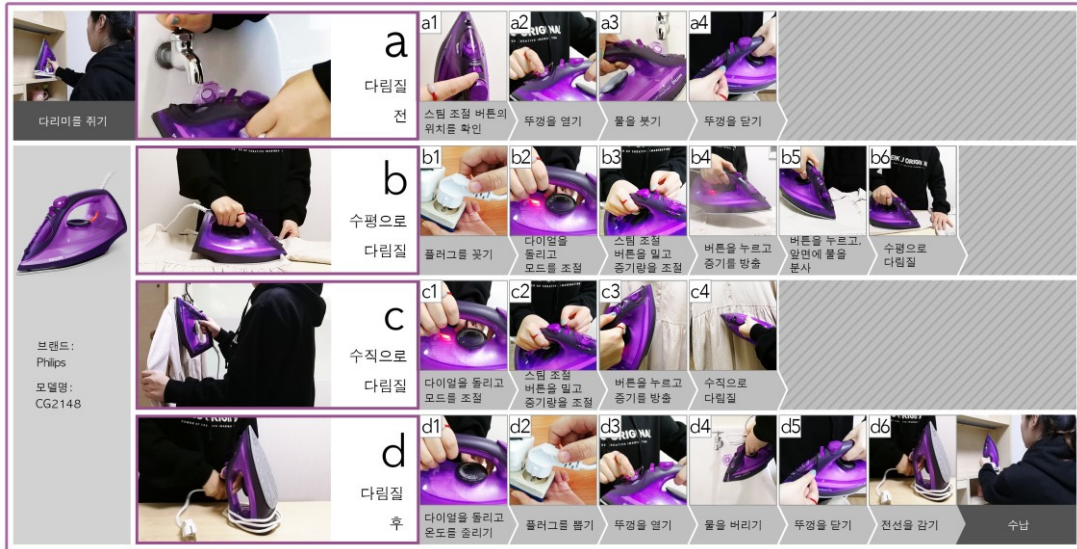 다리미를 쥐기
a
다림질
전
a1
스팀 조절 버튼의
위치를 확인
a2
뚜껑을 열기
a3
물을 붓기
a4
뚜껑을 닫기
브랜드:
Philips
모델명:
CG2148
b
수평으로
다림질
b1
플러그를 꽂기
b2
다이얼을
돌리고
모드를 조절
b3
스팀 조절
버튼을 밀고
증기량을 조절
b4
버튼을 누르고
증기를 방출
b5
버튼을 누르고,
앞면에 물을
분사
b6
수평으로
다림질
c
수직으로
다림질
c1
다이얼을 돌리고
모드를 조절
c2
스팀 조절
버튼을 밀고
증기량을 조절
c3
버튼을 누르고
증기를 방출
c4
수직으로
다림질
d
다림질
후
d1
다이얼을 돌리고
온도를 줄리기
d2
플러그를 뽑기
d3
뚜껑을 열기
d4
물을 버리기
d5
뚜껑을 닫기
d6
전선을 감기
수납